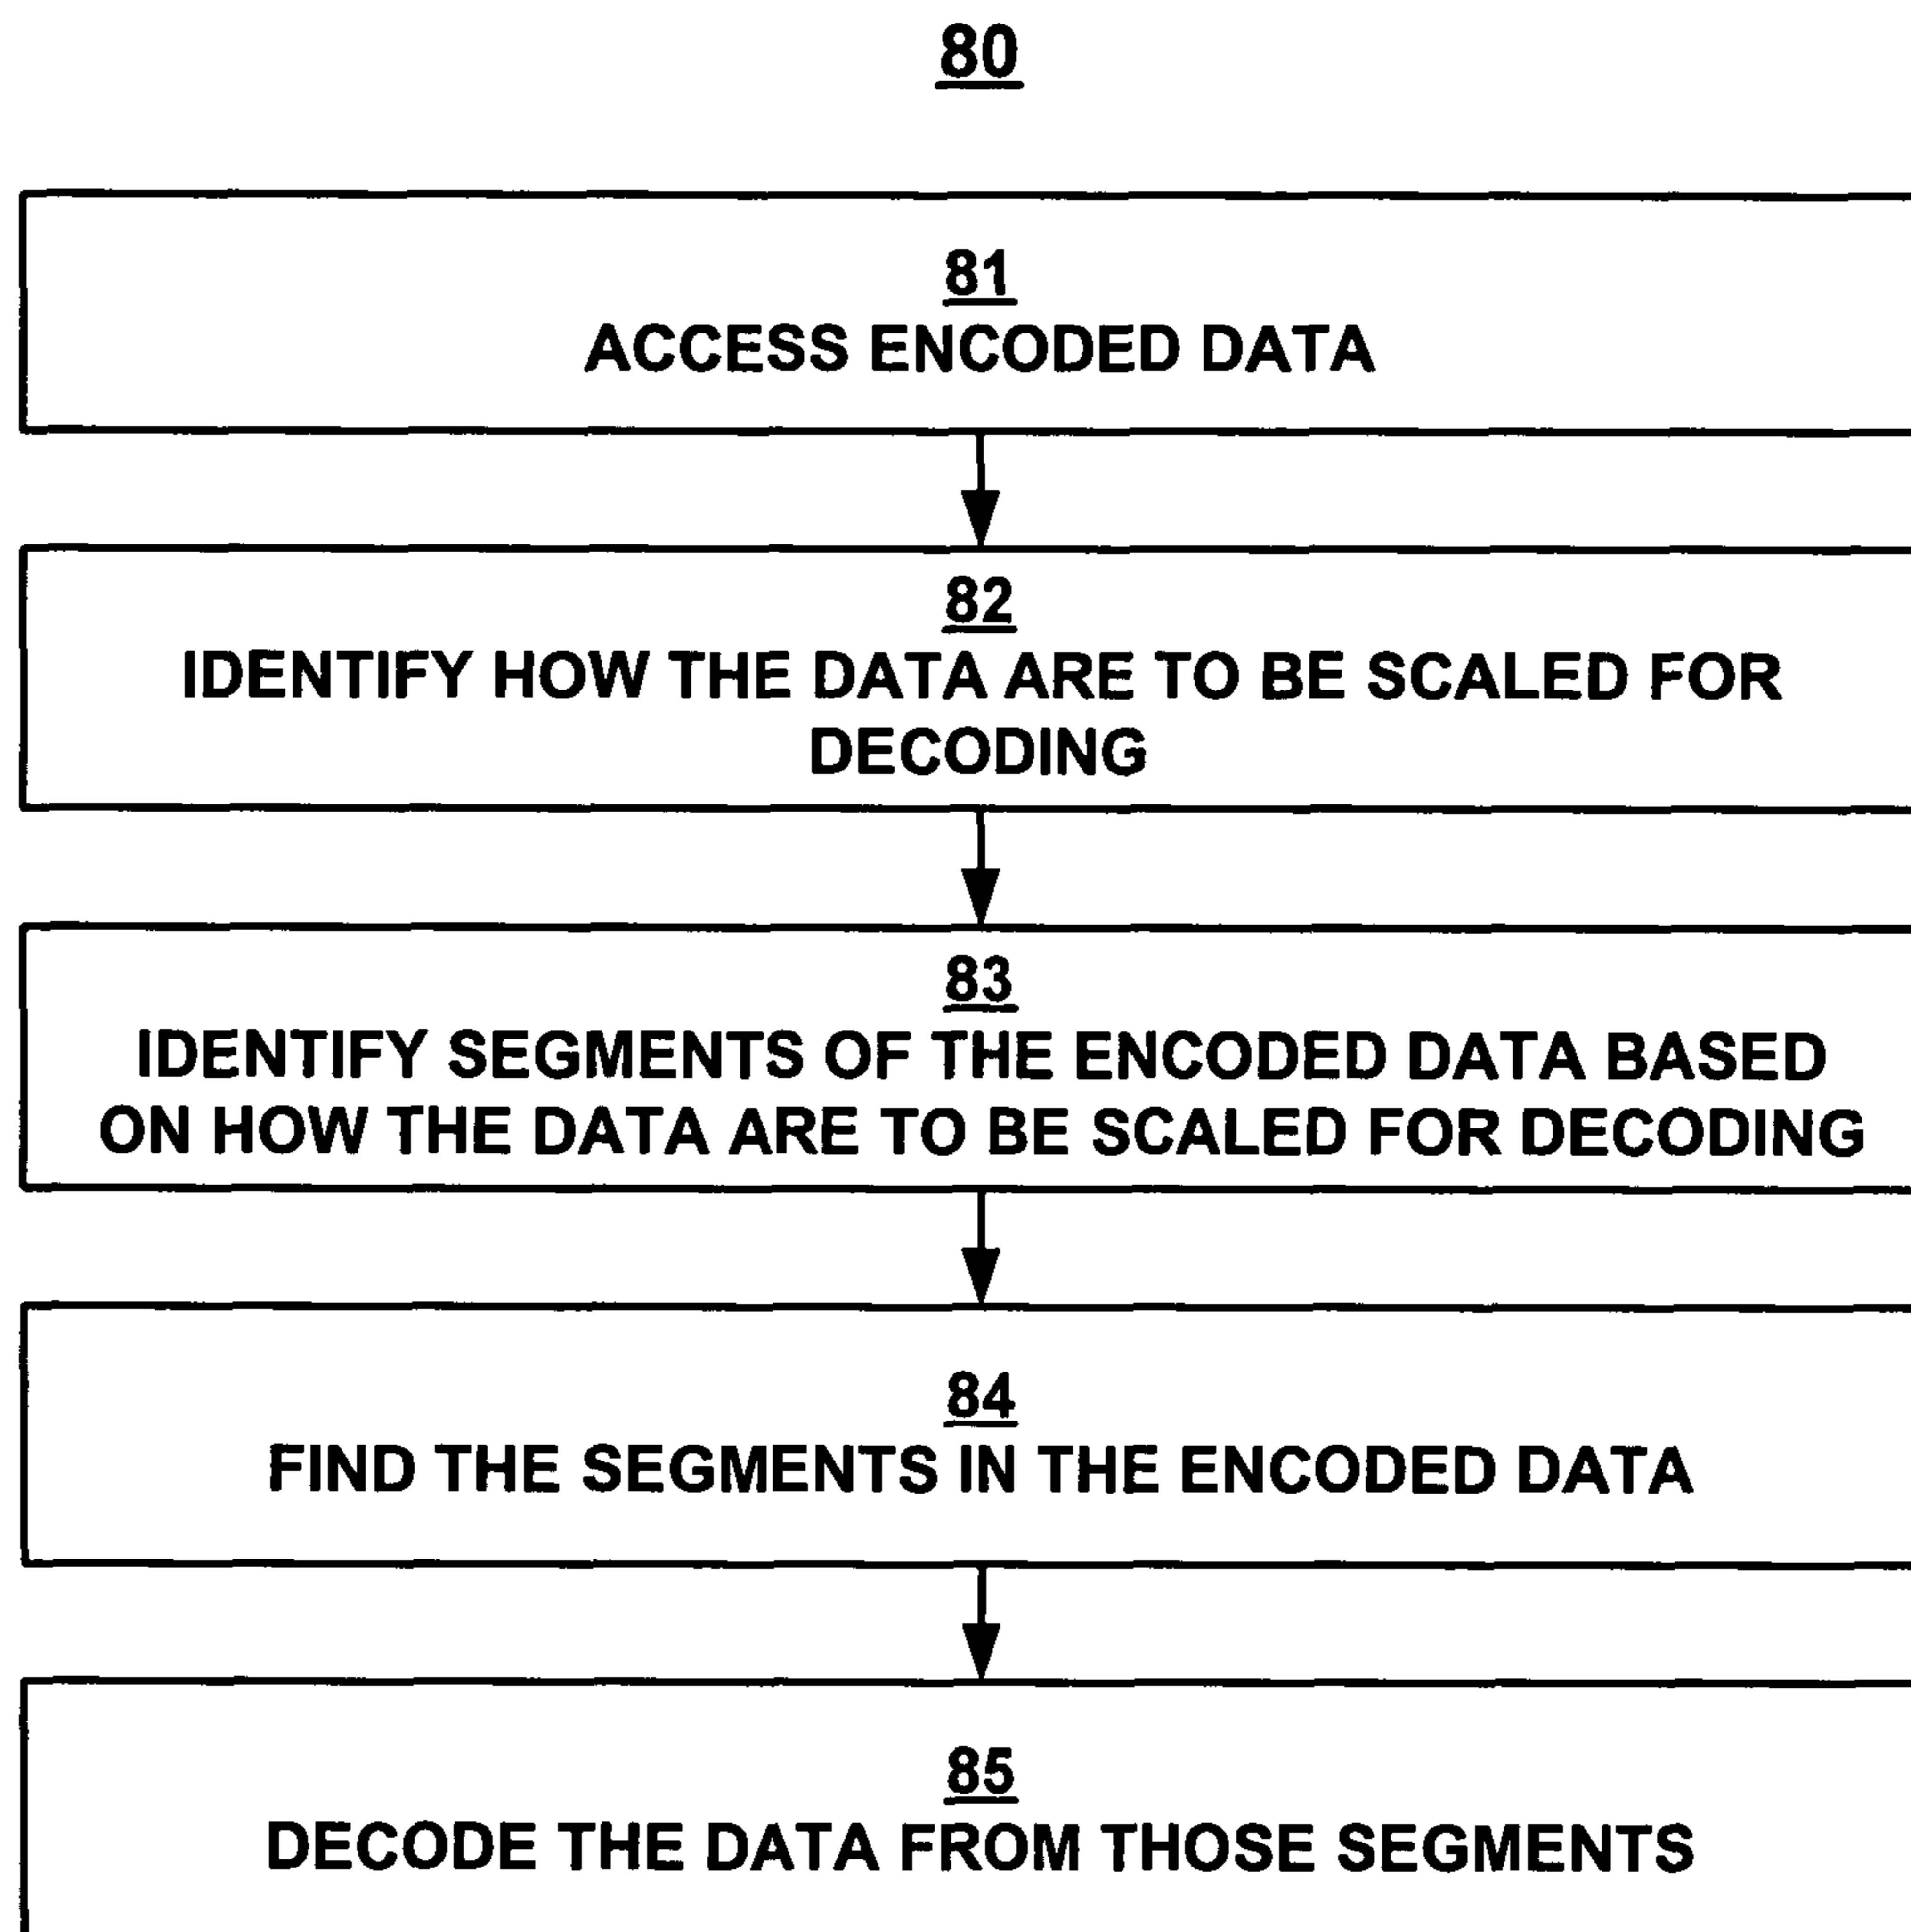 80
81
ACCESS ENCODED DATA
82
IDENTIFY HOW THE DATA ARE TO BE SCALED FOR
DECODING
83
IDENTIFY SEGMENTS OF THE ENCODED DATA BASED
ON HOW THE DATA ARE TO BE SCALED FOR DECODING
84
FIND THE SEGMENTS IN THE ENCODED DATA
85
DECODE THE DATA FROM THOSE SEGMENTS